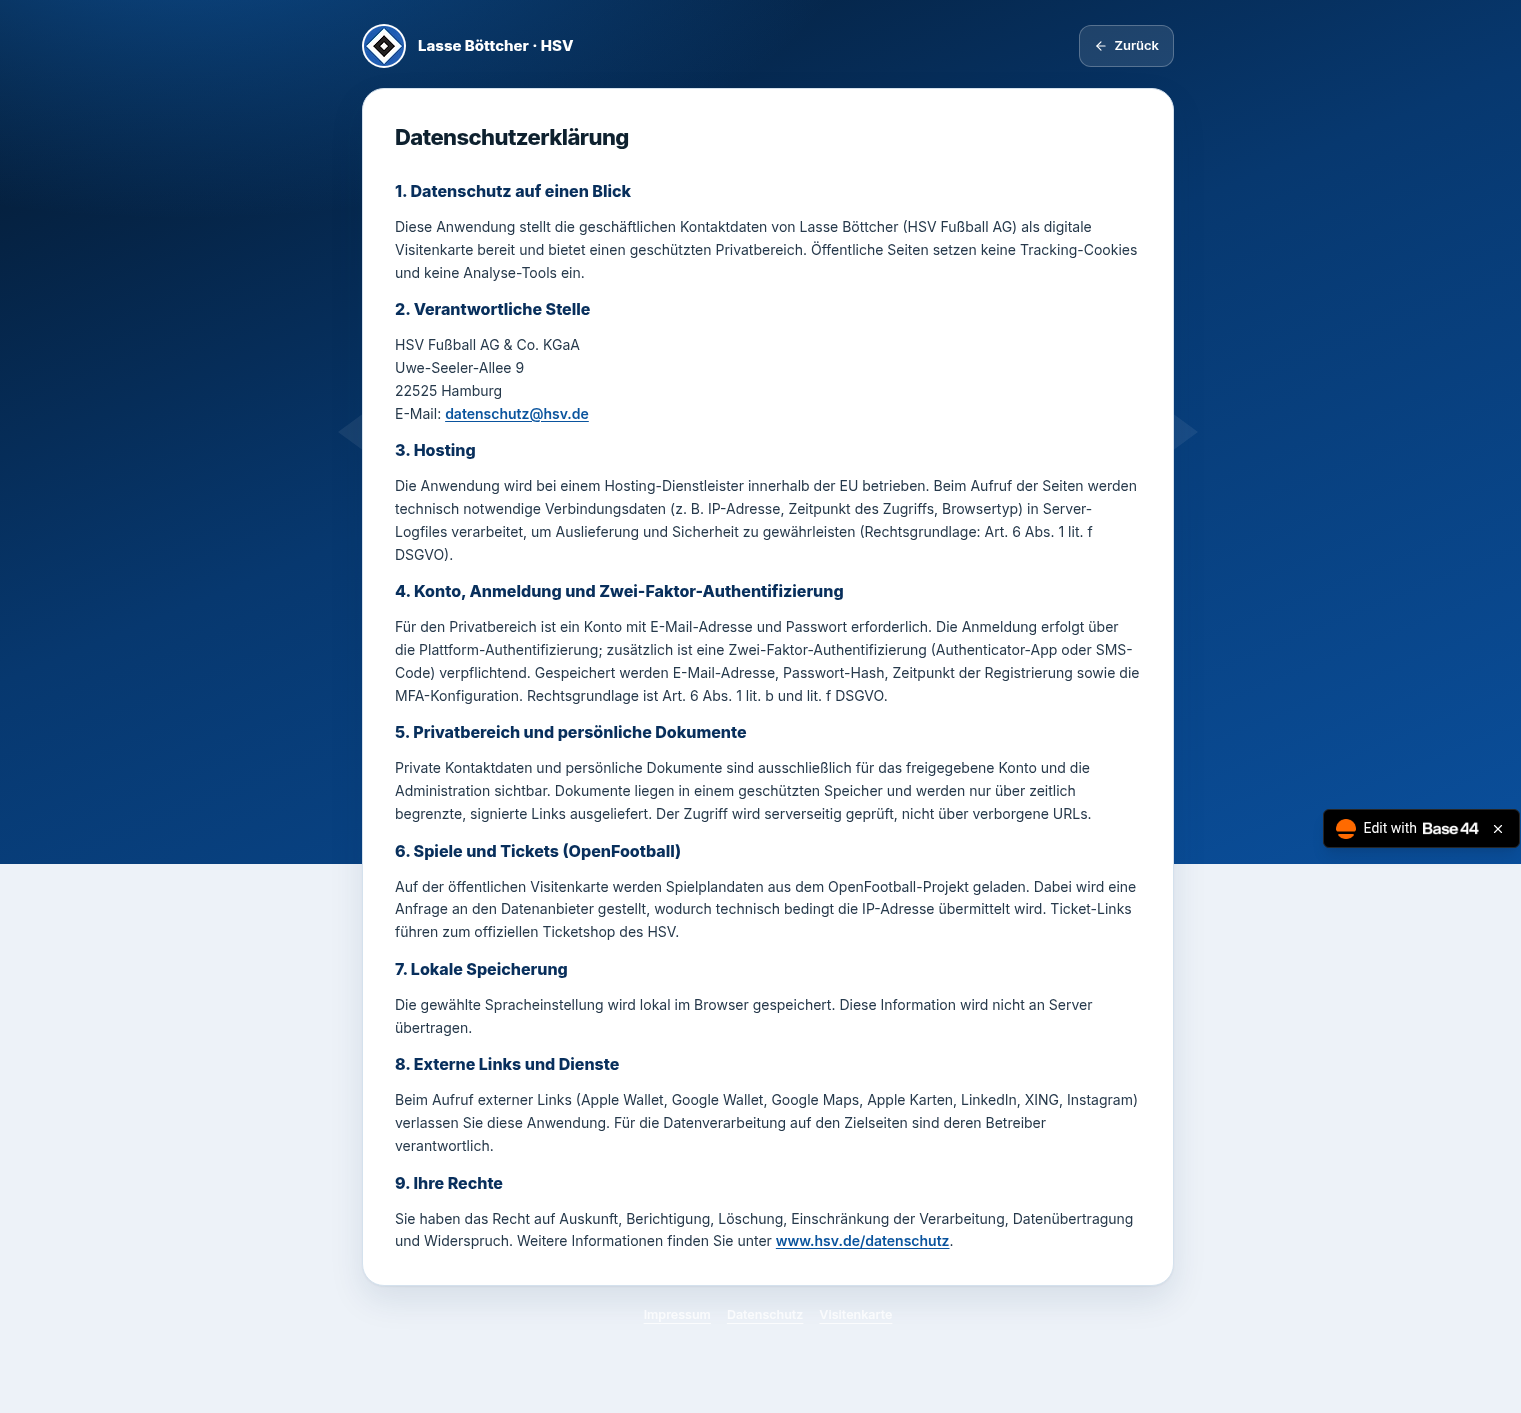 Lasse Böttcher · HSV
Zurück
Datenschutzerklärung
1. Datenschutz auf einen Blick
Diese Anwendung stellt die geschäftlichen Kontaktdaten von Lasse Böttcher (HSV Fußball AG) als digitale
Visitenkarte bereit und bietet einen geschützten Privatbereich. Öffentliche Seiten setzen keine Tracking-Cookies
und keine Analyse-Tools ein.
2. Verantwortliche Stelle
HSV Fußball AG & Co. KGaA
Uwe-Seeler-Allee 9
22525 Hamburg
E-Mail: datenschutz@hsv.de
3. Hosting
Die Anwendung wird bei einem Hosting-Dienstleister innerhalb der EU betrieben. Beim Aufruf der Seiten werden
technisch notwendige Verbindungsdaten (z. B. IP-Adresse, Zeitpunkt des Zugriffs, Browsertyp) in Server-
Logfiles verarbeitet, um Auslieferung und Sicherheit zu gewährleisten (Rechtsgrundlage: Art. 6 Abs. 1 lit. f
DSGVO).
4. Konto, Anmeldung und Zwei-Faktor-Authentifizierung
Für den Privatbereich ist ein Konto mit E-Mail-Adresse und Passwort erforderlich. Die Anmeldung erfolgt über
die Plattform-Authentifizierung; zusätzlich ist eine Zwei-Faktor-Authentifizierung (Authenticator-App oder SMS-
Code) verpflichtend. Gespeichert werden E-Mail-Adresse, Passwort-Hash, Zeitpunkt der Registrierung sowie die
MFA-Konfiguration. Rechtsgrundlage ist Art. 6 Abs. 1 lit. b und lit. f DSGVO.
5. Privatbereich und persönliche Dokumente
Private Kontaktdaten und persönliche Dokumente sind ausschließlich für das freigegebene Konto und die
Administration sichtbar. Dokumente liegen in einem geschützten Speicher und werden nur über zeitlich
begrenzte, signierte Links ausgeliefert. Der Zugriff wird serverseitig geprüft, nicht über verborgene URLs.
Edit with Base44
6. Spiele und Tickets (OpenFootball)
Auf der öffentlichen Visitenkarte werden Spielplandaten aus dem OpenFootball-Projekt geladen. Dabei wird eine
Anfrage an den Datenanbieter gestellt, wodurch technisch bedingt die IP-Adresse übermittelt wird. Ticket-Links
führen zum offiziellen Ticketshop des HSV.
7. Lokale Speicherung
Die gewählte Spracheinstellung wird lokal im Browser gespeichert. Diese Information wird nicht an Server
übertragen.
8. Externe Links und Dienste
Beim Aufruf externer Links (Apple Wallet, Google Wallet, Google Maps, Apple Karten, LinkedIn, XING, Instagram)
verlassen Sie diese Anwendung. Für die Datenverarbeitung auf den Zielseiten sind deren Betreiber
verantwortlich.
9. Ihre Rechte
Sie haben das Recht auf Auskunft, Berichtigung, Löschung, Einschränkung der Verarbeitung, Datenübertragung
und Widerspruch. Weitere Informationen finden Sie unter www.hsv.de/datenschutz.
Impressum Datenschutz Visitenkarte